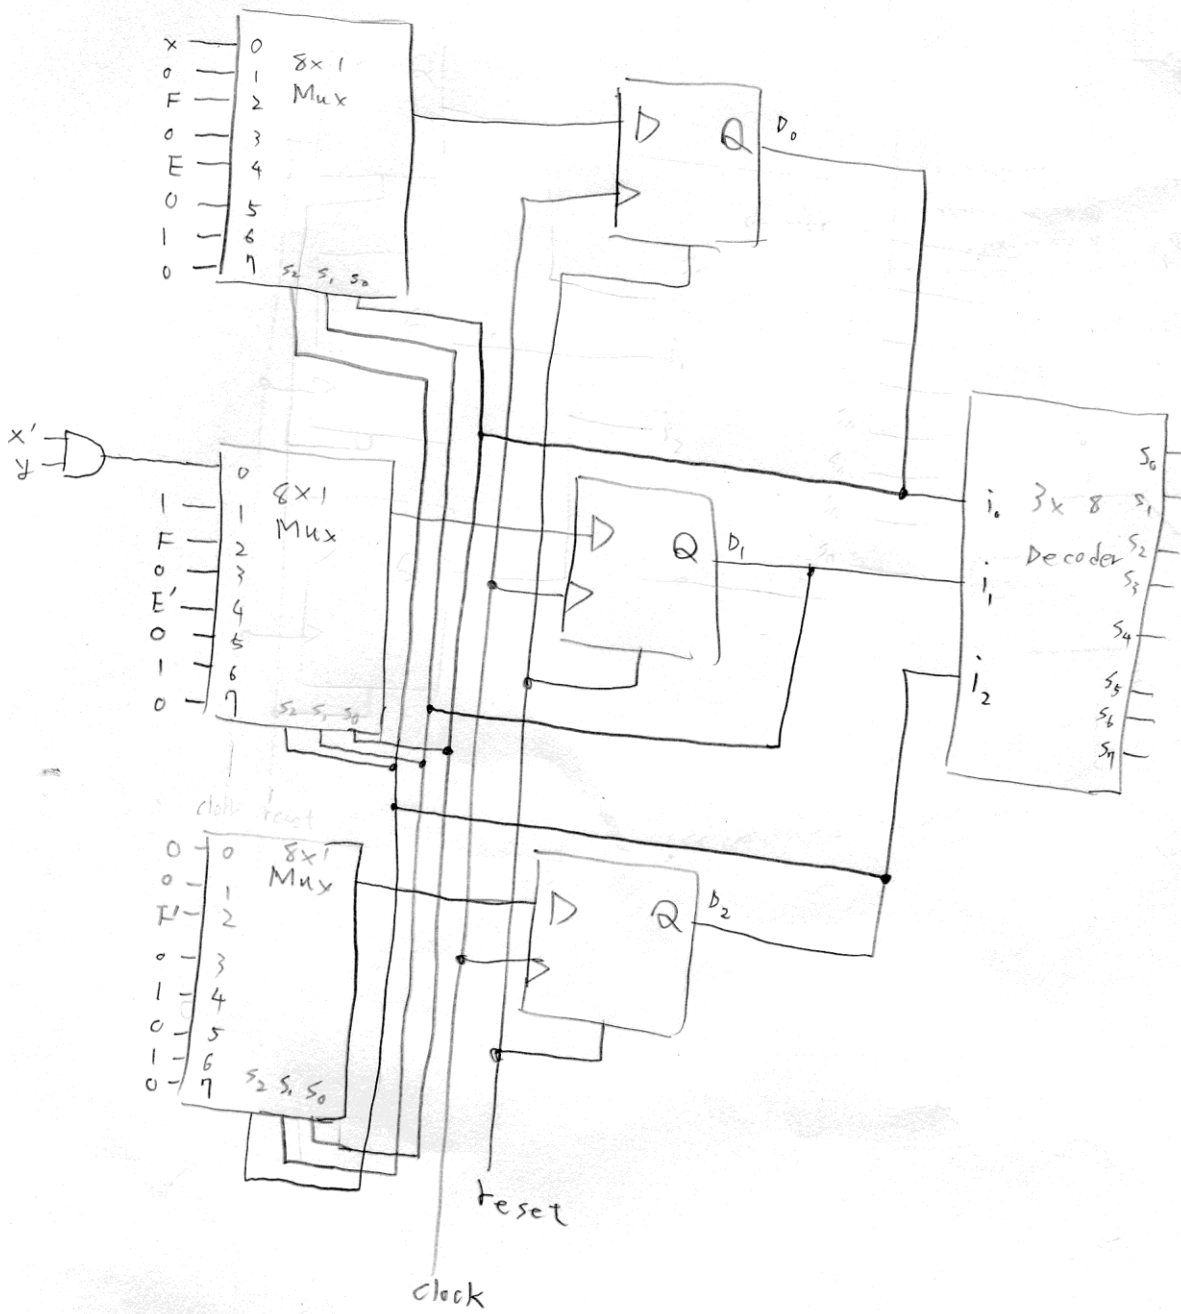 x 0
0 1
F 2
0 3
E 4
0 5
1 6
0 7
8x1
Mux
S2 S1 S0
D Q D0
x'
y
0
1 1
F 2
0 3
E' 4
0 5
1 6
0 7
8x1
Mux
S2 S1 S0
D Q D1
i0
i1
i2
3x8
Decoder
S0
S1
S2
S3
S4
S5
S6
S7
clock reset
0 0
0 1
F' 2
0 3
1 4
0 5
1 6
0 7
8x1
Mux
S2 S1 S0
D Q D2
reset
clock